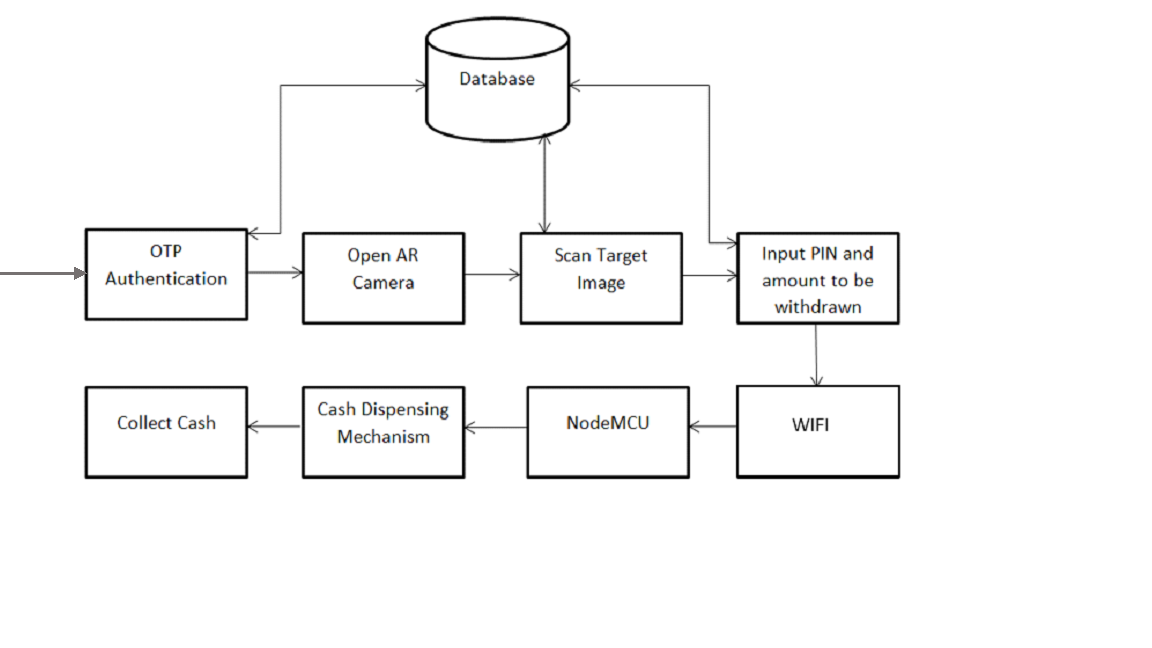 Database
OTP
Authentication
Open AR
Camera
Scan Target
Image
Input PIN and
amount to be
withdrawn
Collect Cash
Cash Dispensing
Mechanism
NodeMCU
WIFI